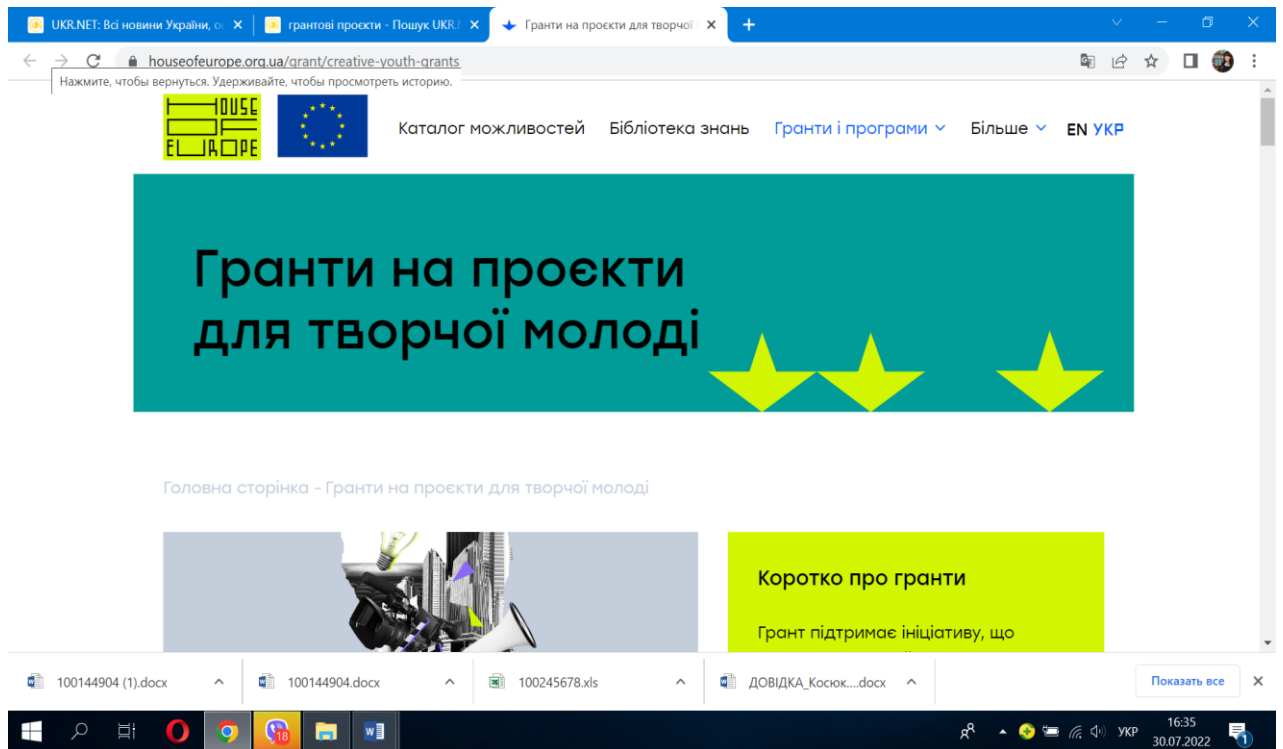 UKR.NET: Всі новини України, ос
грантові проєкти - Пошук UKR.N
Гранти на проєкти для творчої м
houseofeurope.org.ua/grant/creative-youth-grants
Нажмите, чтобы вернуться. Удерживайте, чтобы просмотреть историю.
HOUSE
OF
EUROPE
Каталог можливостей Бібліотека знань Гранти і програми Більше EN УКР
Гранти на проєкти
для творчої молоді
Головна сторінка - Гранти на проєкти для творчої молоді
Коротко про гранти
Грант підтримає ініціативу, що
100144904 (1).docx 100144904.docx 100245678.xls ДОВІДКА_Косюк....docx Показать все
18
УКР
16:35
30.07.2022
1